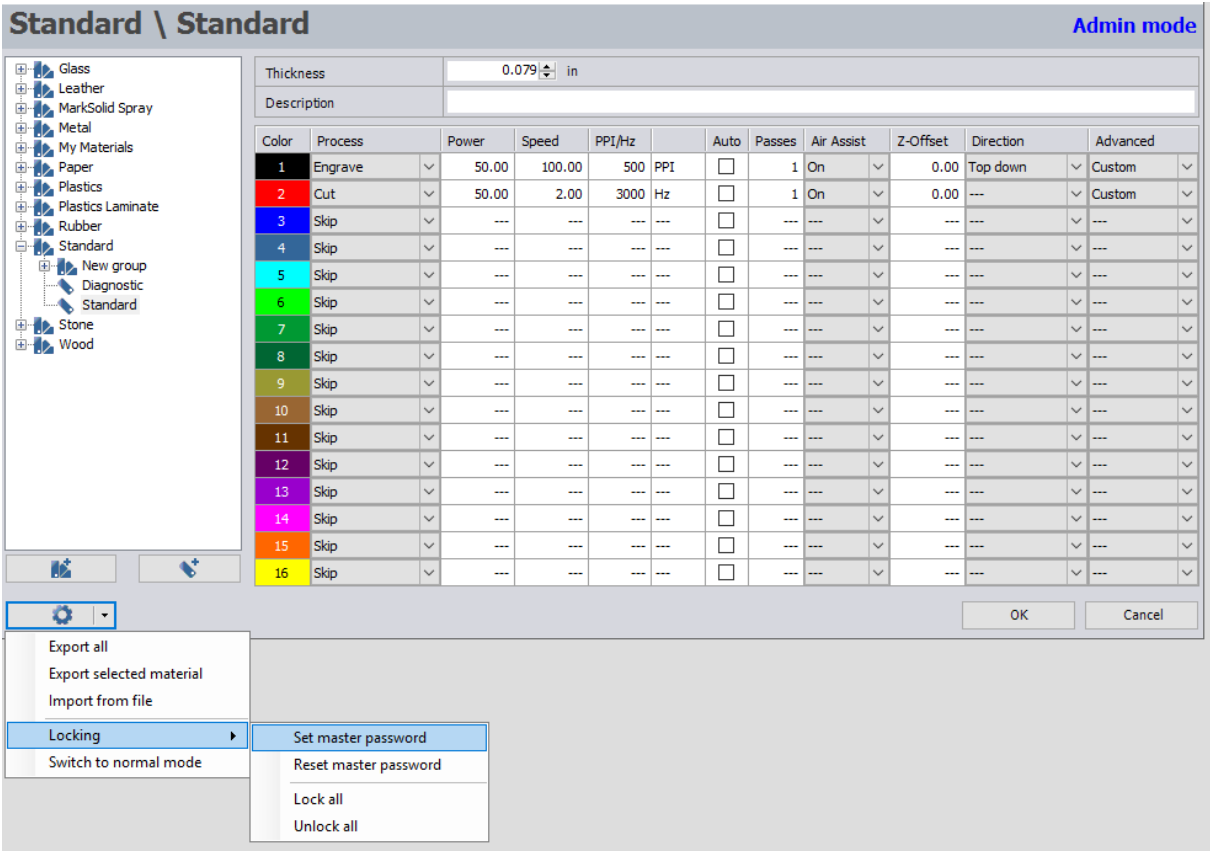 Standard \ Standard
Admin mode
Glass
Leather
MarkSolid Spray
Metal
My Materials
Paper
Plastics
Plastics Laminate
Rubber
Standard
New group
Diagnostic
Standard
Stone
Wood
Thickness 0.079 in
Description
Color Process Power Speed PPI/Hz Auto Passes Air Assist Z-Offset Direction Advanced
1 Engrave 50.00 100.00 500 PPI 1 On 0.00 Top down Custom
2 Cut 50.00 2.00 3000 Hz 1 On 0.00 --- Custom
3 Skip --- --- --- --- --- --- --- --- ---
4 Skip --- --- --- --- --- --- --- --- ---
5 Skip --- --- --- --- --- --- --- --- ---
6 Skip --- --- --- --- --- --- --- --- ---
7 Skip --- --- --- --- --- --- --- --- ---
8 Skip --- --- --- --- --- --- --- --- ---
9 Skip --- --- --- --- --- --- --- --- ---
10 Skip --- --- --- --- --- --- --- --- ---
11 Skip --- --- --- --- --- --- --- --- ---
12 Skip --- --- --- --- --- --- --- --- ---
13 Skip --- --- --- --- --- --- --- --- ---
14 Skip --- --- --- --- --- --- --- --- ---
15 Skip --- --- --- --- --- --- --- --- ---
16 Skip --- --- --- --- --- --- --- --- ---
OK Cancel
Export all
Export selected material
Import from file
Locking
Switch to normal mode
Set master password
Reset master password
Lock all
Unlock all